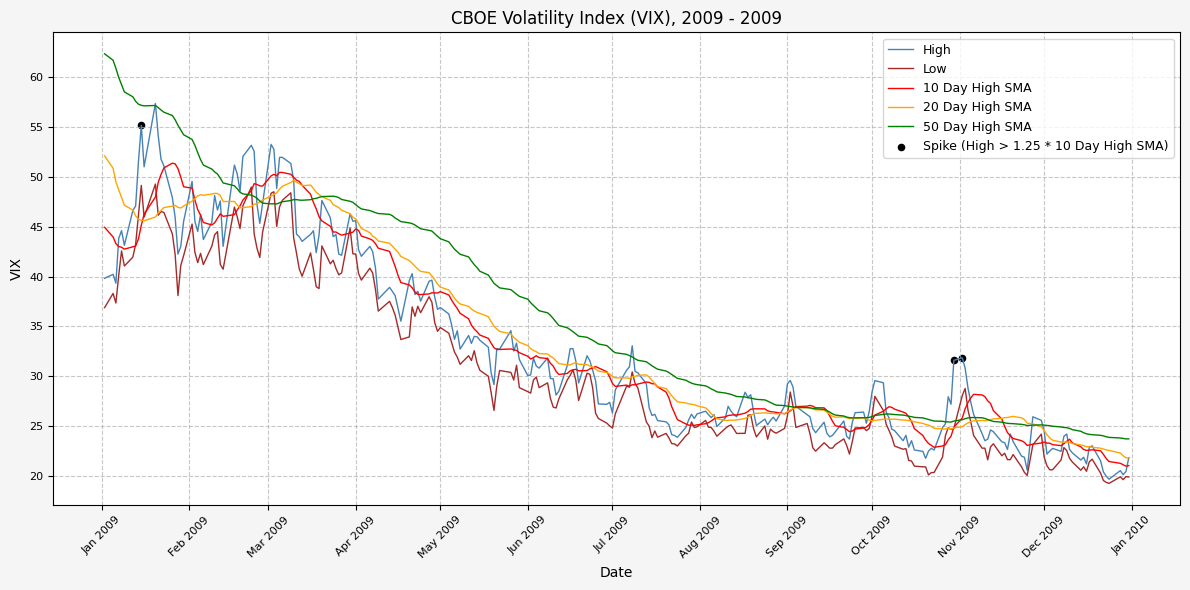 CBOE Volatility Index (VIX), 2009 - 2009
High
Low
10 Day High SMA
20 Day High SMA
50 Day High SMA
Spike (High > 1.25 * 10 Day High SMA)
VIX
60
55
50
45
40
35
30
25
20
Jan 2009
Feb 2009
Mar 2009
Apr 2009
May 2009
Jun 2009
Jul 2009
Aug 2009
Sep 2009
Oct 2009
Nov 2009
Dec 2009
Jan 2010
Date